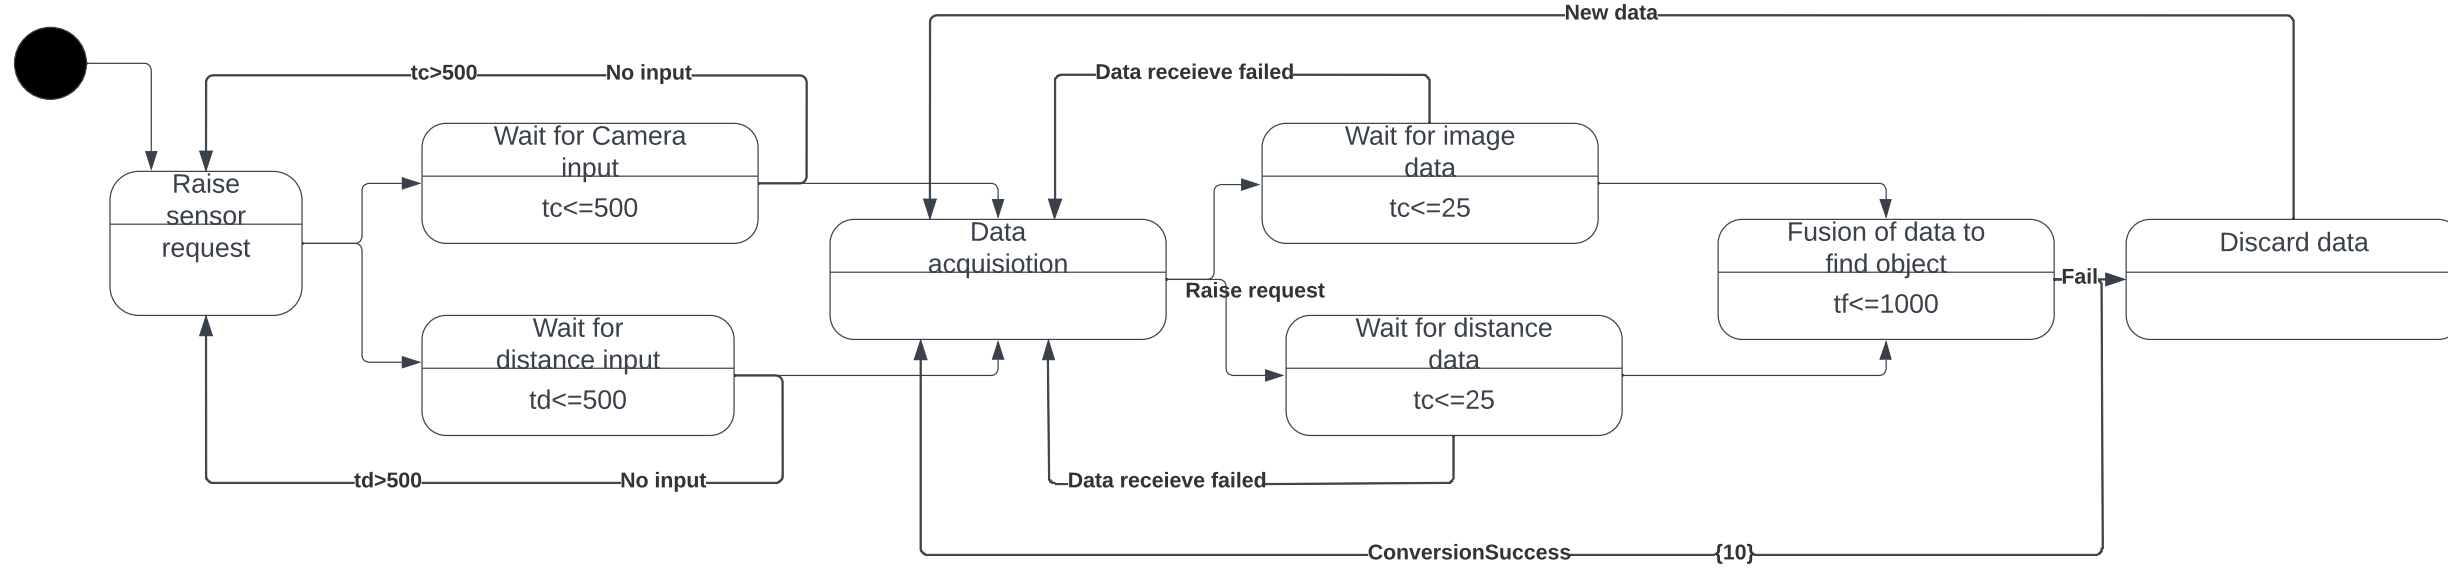 New data
tc>500
No input
Data receieve failed
Wait for Camera
input
tc<=500
Wait for image
data
tc<=25
Raise
sensor
request
Data
acquisiotion
Fusion of data to
find object
tf<=1000
Discard data
Fail
Raise request
Wait for
distance input
td<=500
Wait for distance
data
tc<=25
td>500
No input
Data receieve failed
ConversionSuccess
{10}